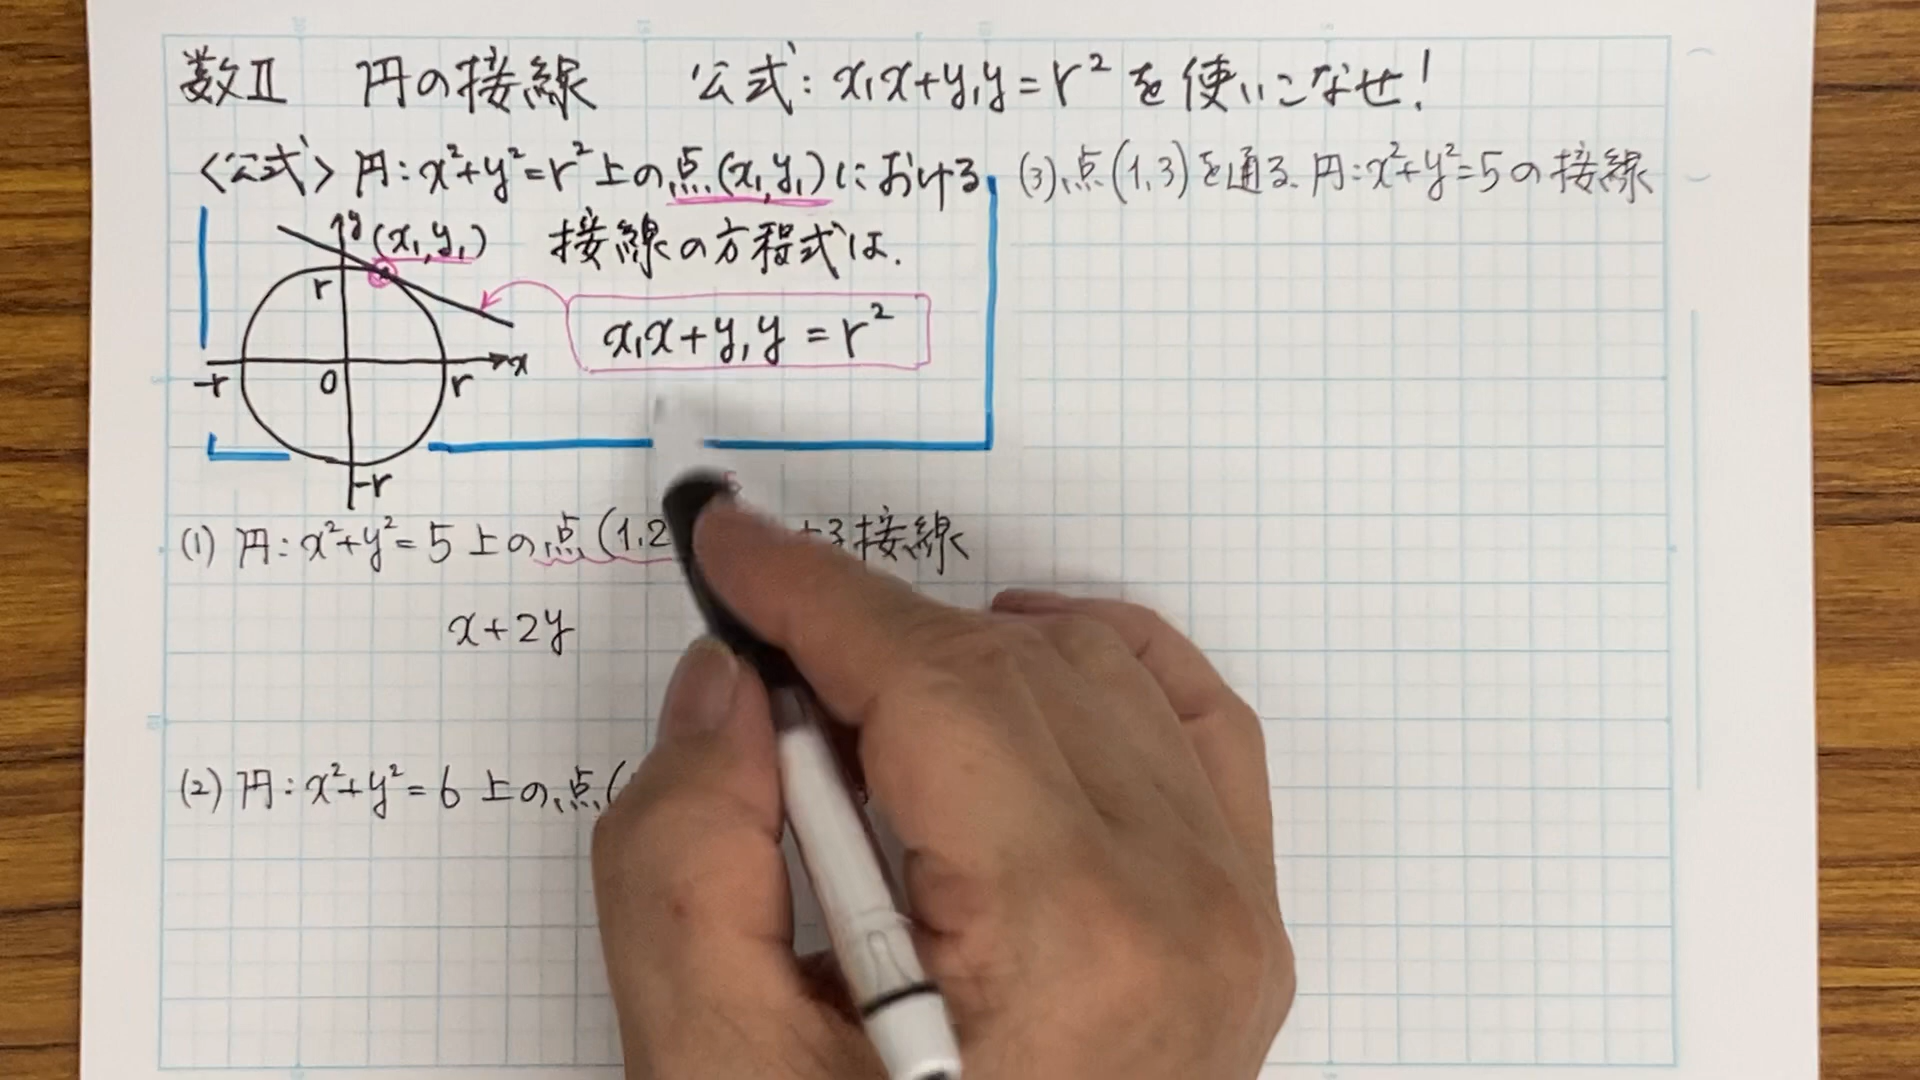 数Ⅱ 円の接線 公式：x₁x+y₁y=r²を使いこなせ！
〈公式〉円：x²+y²=r²上の点(x₁,y₁)における
接線の方程式は、
x₁x+y₁y=r²
y
(x₁,y₁)
r
-r
O
r
x
-r
(1) 円：x²+y²=5 上の点(1,2 接線
x+2y
(2) 円：x²+y²=6 上の点(
(3) 点(1,3)を通る、円：x²+y²=5の接線